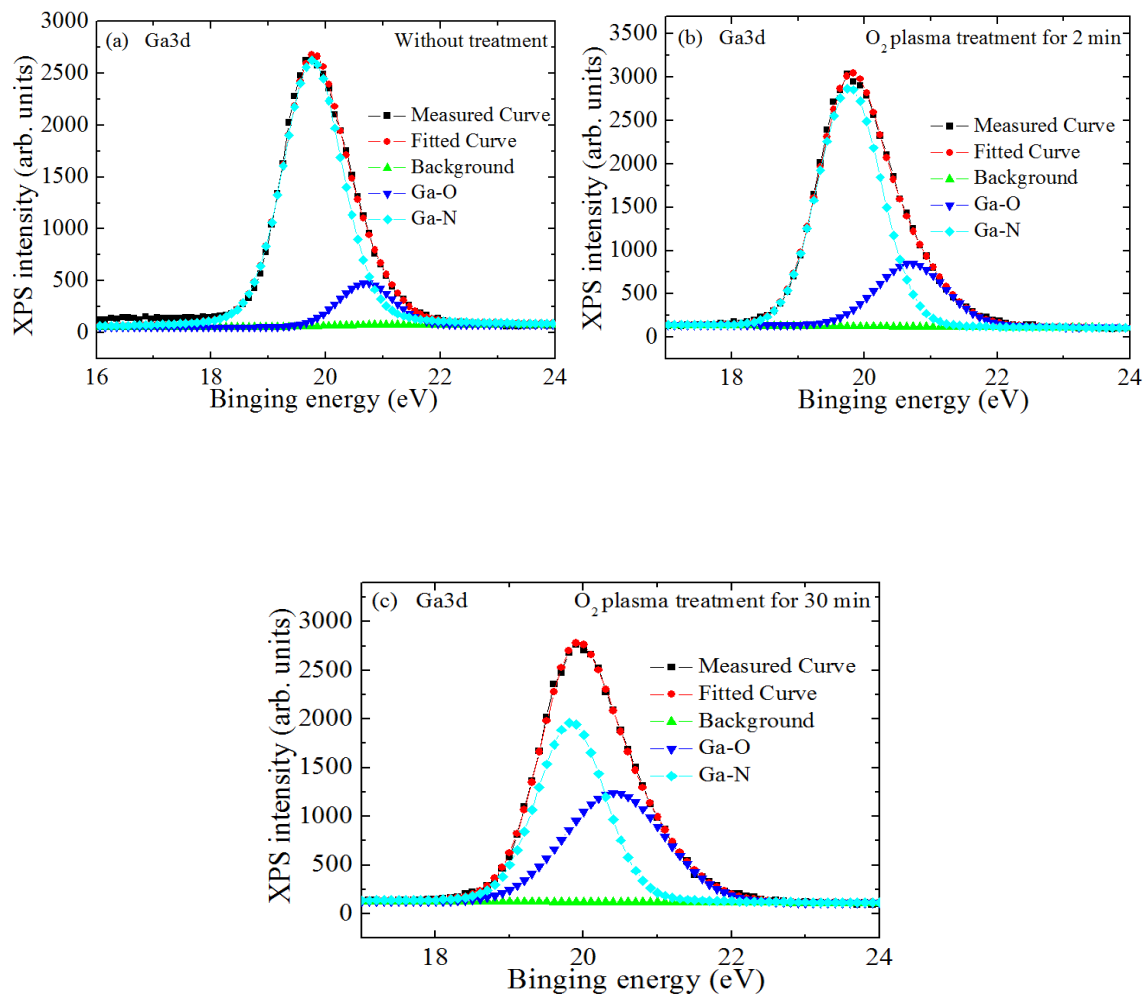 (a) Ga3d Without treatment
XPS intensity (arb. units)
3000
2500
2000
1500
1000
500
0
Measured Curve
Fitted Curve
Background
Ga-O
Ga-N
16 18 20 22 24
Binging energy (eV)
(b) Ga3d O2 plasma treatment for 2 min
XPS intensity (arb. units)
3500
3000
2500
2000
1500
1000
500
0
Measured Curve
Fitted Curve
Background
Ga-O
Ga-N
18 20 22 24
Binging energy (eV)
(c) Ga3d O2 plasma treatment for 30 min
XPS intensity (arb. units)
3000
2500
2000
1500
1000
500
0
Measured Curve
Fitted Curve
Background
Ga-O
Ga-N
18 20 22 24
Binging energy (eV)